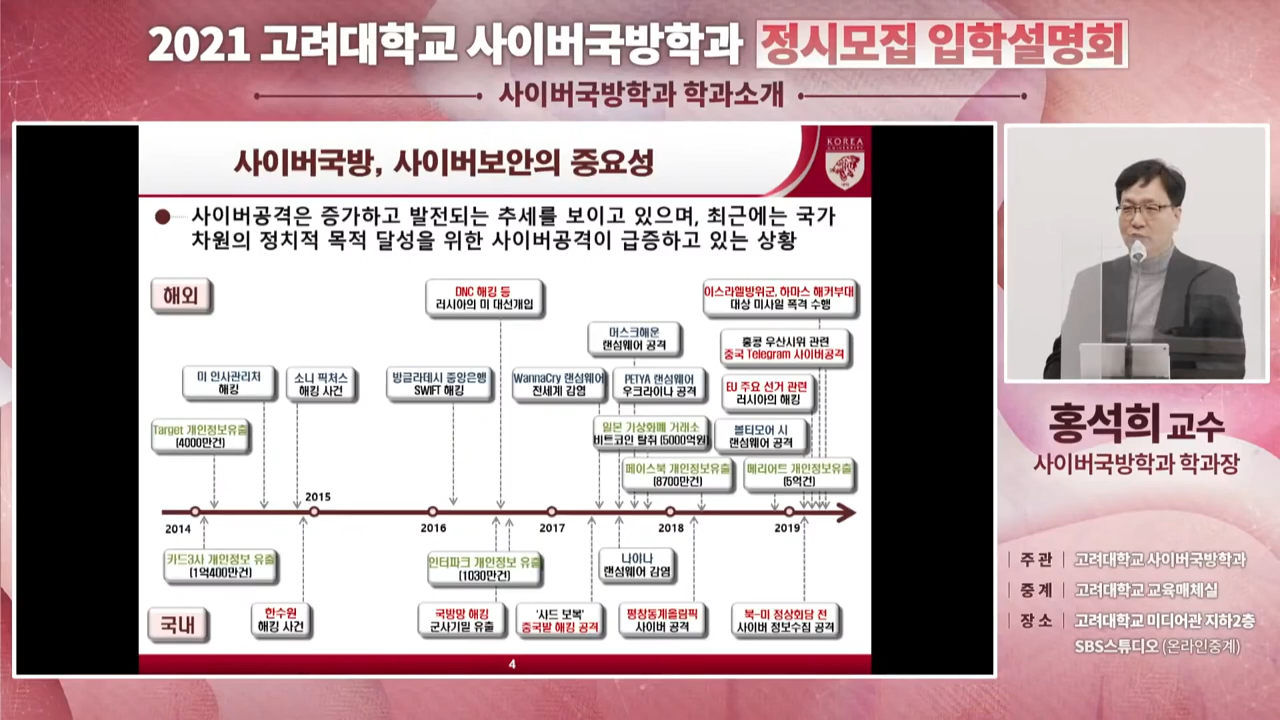 2021 고려대학교 사이버국방학과 정시모집 입학설명회
사이버국방학과 학과소개
사이버국방, 사이버보안의 중요성
KOREA
UNIVERSITY
사이버공격은 증가하고 발전되는 추세를 보이고 있으며, 최근에는 국가
차원의 정치적 목적 달성을 위한 사이버공격이 급증하고 있는 상황
해외
DNC 해킹 등
러시아의 미 대선개입
이스라엘방위군, 하마스 해커부대
대상 미사일 폭격 수행
머스크해운
랜섬웨어 공격
홍콩 우산시위 관련
중국 Telegram 사이버공격
미 인사관리처
해킹
소니 픽처스
해킹 사건
방글라데시 중앙은행
SWIFT 해킹
WannaCry 랜섬웨어
전세계 감염
PETYA 랜섬웨어
우크라이나 공격
EU 주요 선거 관련
러시아의 해킹
Target 개인정보유출
(4000만건)
일본 가상화폐 거래소
비트코인 탈취 (5000억원)
볼티모어 시
랜섬웨어 공격
페이스북 개인정보유출
(8700만건)
메리어트 개인정보유출
(5억건)
2014
2015
2016
2017
2018
2019
카드3사 개인정보 유출
(1억400만건)
인터파크 개인정보 유출
(1030만건)
나야나
랜섬웨어 감염
국내
한수원
해킹 사건
국방망 해킹
군사기밀 유출
'사드 보복'
중국발 해킹 공격
평창동계올림픽
사이버 공격
북-미 정상회담 전
사이버 정보수집 공격
4
홍석희 교수
사이버국방학과 학과장
주관 | 고려대학교 사이버국방학과
중계 | 고려대학교 교육매체실
장소 | 고려대학교 미디어관 지하2층
SBS스튜디오 (온라인중계)